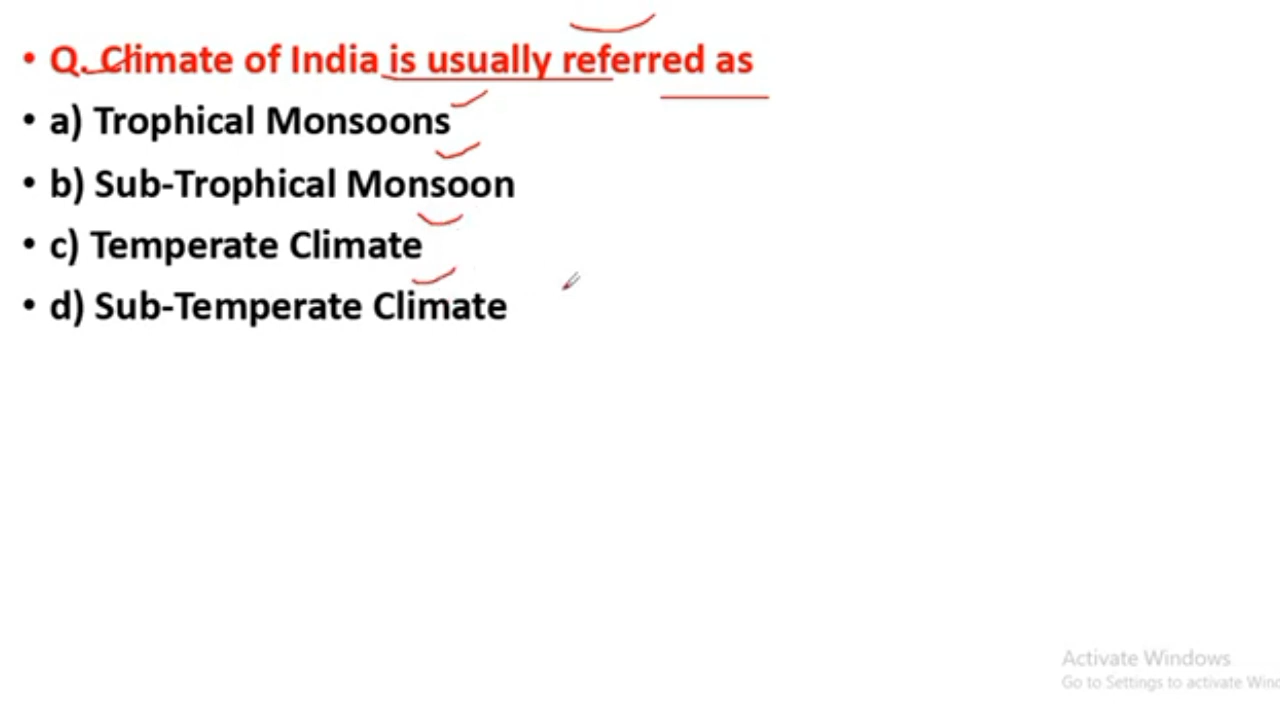 • Q. Climate of India is usually referred as
• a) Trophical Monsoons
• b) Sub-Trophical Monsoon
• c) Temperate Climate
• d) Sub-Temperate Climate
Activate Windows
Go to Settings to activate Wind